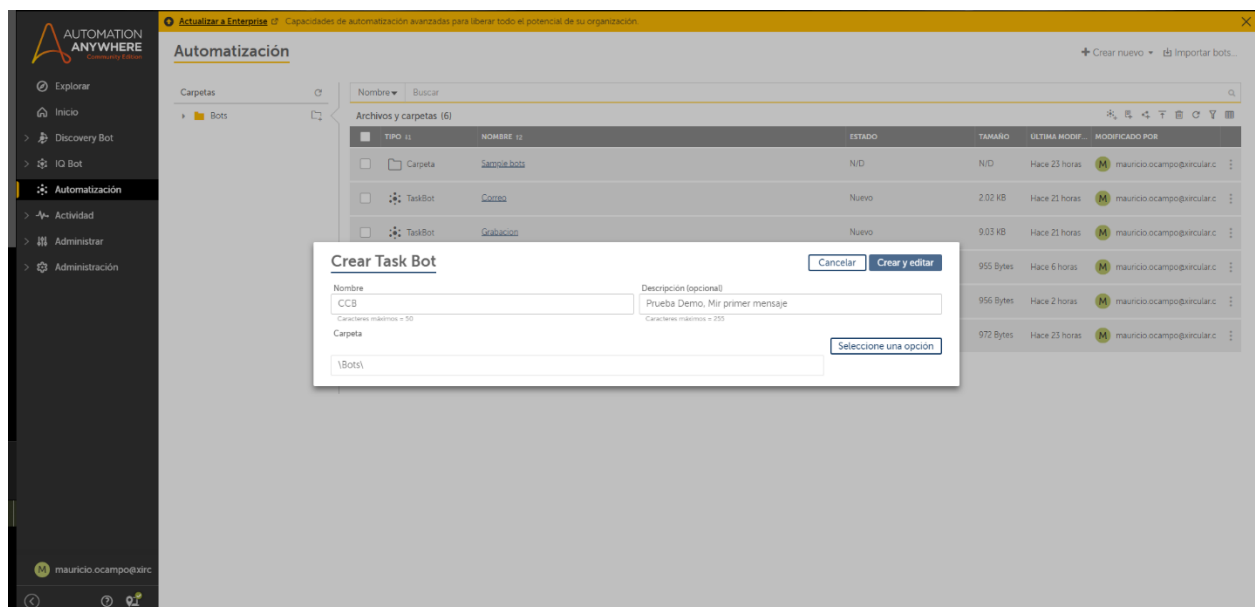 AUTOMATION
ANYWHERE
Community Edition
Actualizar a Enterprise Capacidades de automatización avanzadas para liberar todo el potencial de su organización.
Automatización
Crear nuevo Importar bots...
Explorar
Inicio
Discovery Bot
IQ Bot
Automatización
Actividad
Administrar
Administración
Carpetas
Bots
Nombre Buscar
Archivos y carpetas (6)
TIPO NOMBRE ESTADO TAMAÑO ÚLTIMA MODIF... MODIFICADO POR
Carpeta Sample bots N/D N/D Hace 23 horas M mauricio.ocampo@xircular.c
TaskBot Correo Nuevo 2.02 KB Hace 21 horas M mauricio.ocampo@xircular.c
TaskBot Grabacion Nuevo 9.03 KB Hace 21 horas M mauricio.ocampo@xircular.c
955 Bytes Hace 6 horas M mauricio.ocampo@xircular.c
956 Bytes Hace 2 horas M mauricio.ocampo@xircular.c
972 Bytes Hace 23 horas M mauricio.ocampo@xircular.c
Crear Task Bot
Cancelar Crear y editar
Nombre Descripción (opcional)
CCB Prueba Demo, Mir primer mensaje
Caracteres máximos = 50 Caracteres máximos = 255
Carpeta
Seleccione una opción
\Bots\
M mauricio.ocampo@xirc